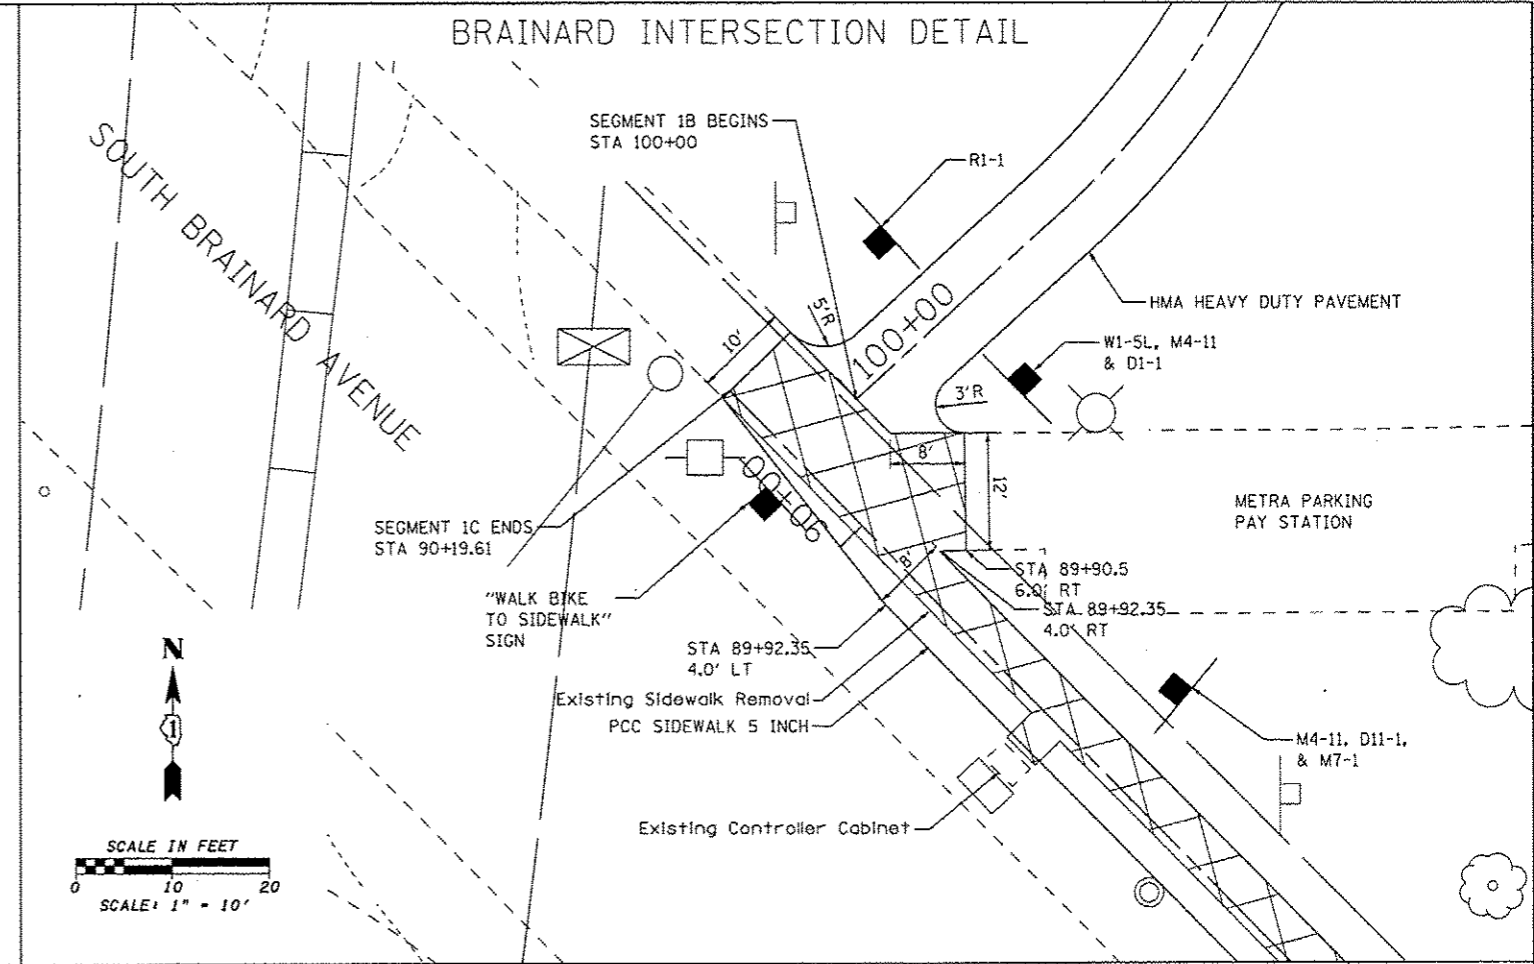 BRAINARD INTERSECTION DETAIL
SEGMENT 1B BEGINS
STA 100+00
R1-1
SOUTH BRAINARD AVENUE
HMA HEAVY DUTY PAVEMENT
5'R
100+00
10'
W1-5L, M4-11
& D1-1
3'R
8'
12'
90+00
METRA PARKING
PAY STATION
SEGMENT 1C ENDS
STA 90+19.61
8'
STA 89+90.5
6.0' RT
STA 89+92.35
4.0' RT
"WALK BIKE
TO SIDEWALK"
SIGN
STA 89+92.35
4.0' LT
Existing Sidewalk Removal
PCC SIDEWALK 5 INCH
N
1
M4-11, D11-1,
& M7-1
Existing Controller Cabinet
SCALE IN FEET
0 10 20
SCALE: 1" = 10'